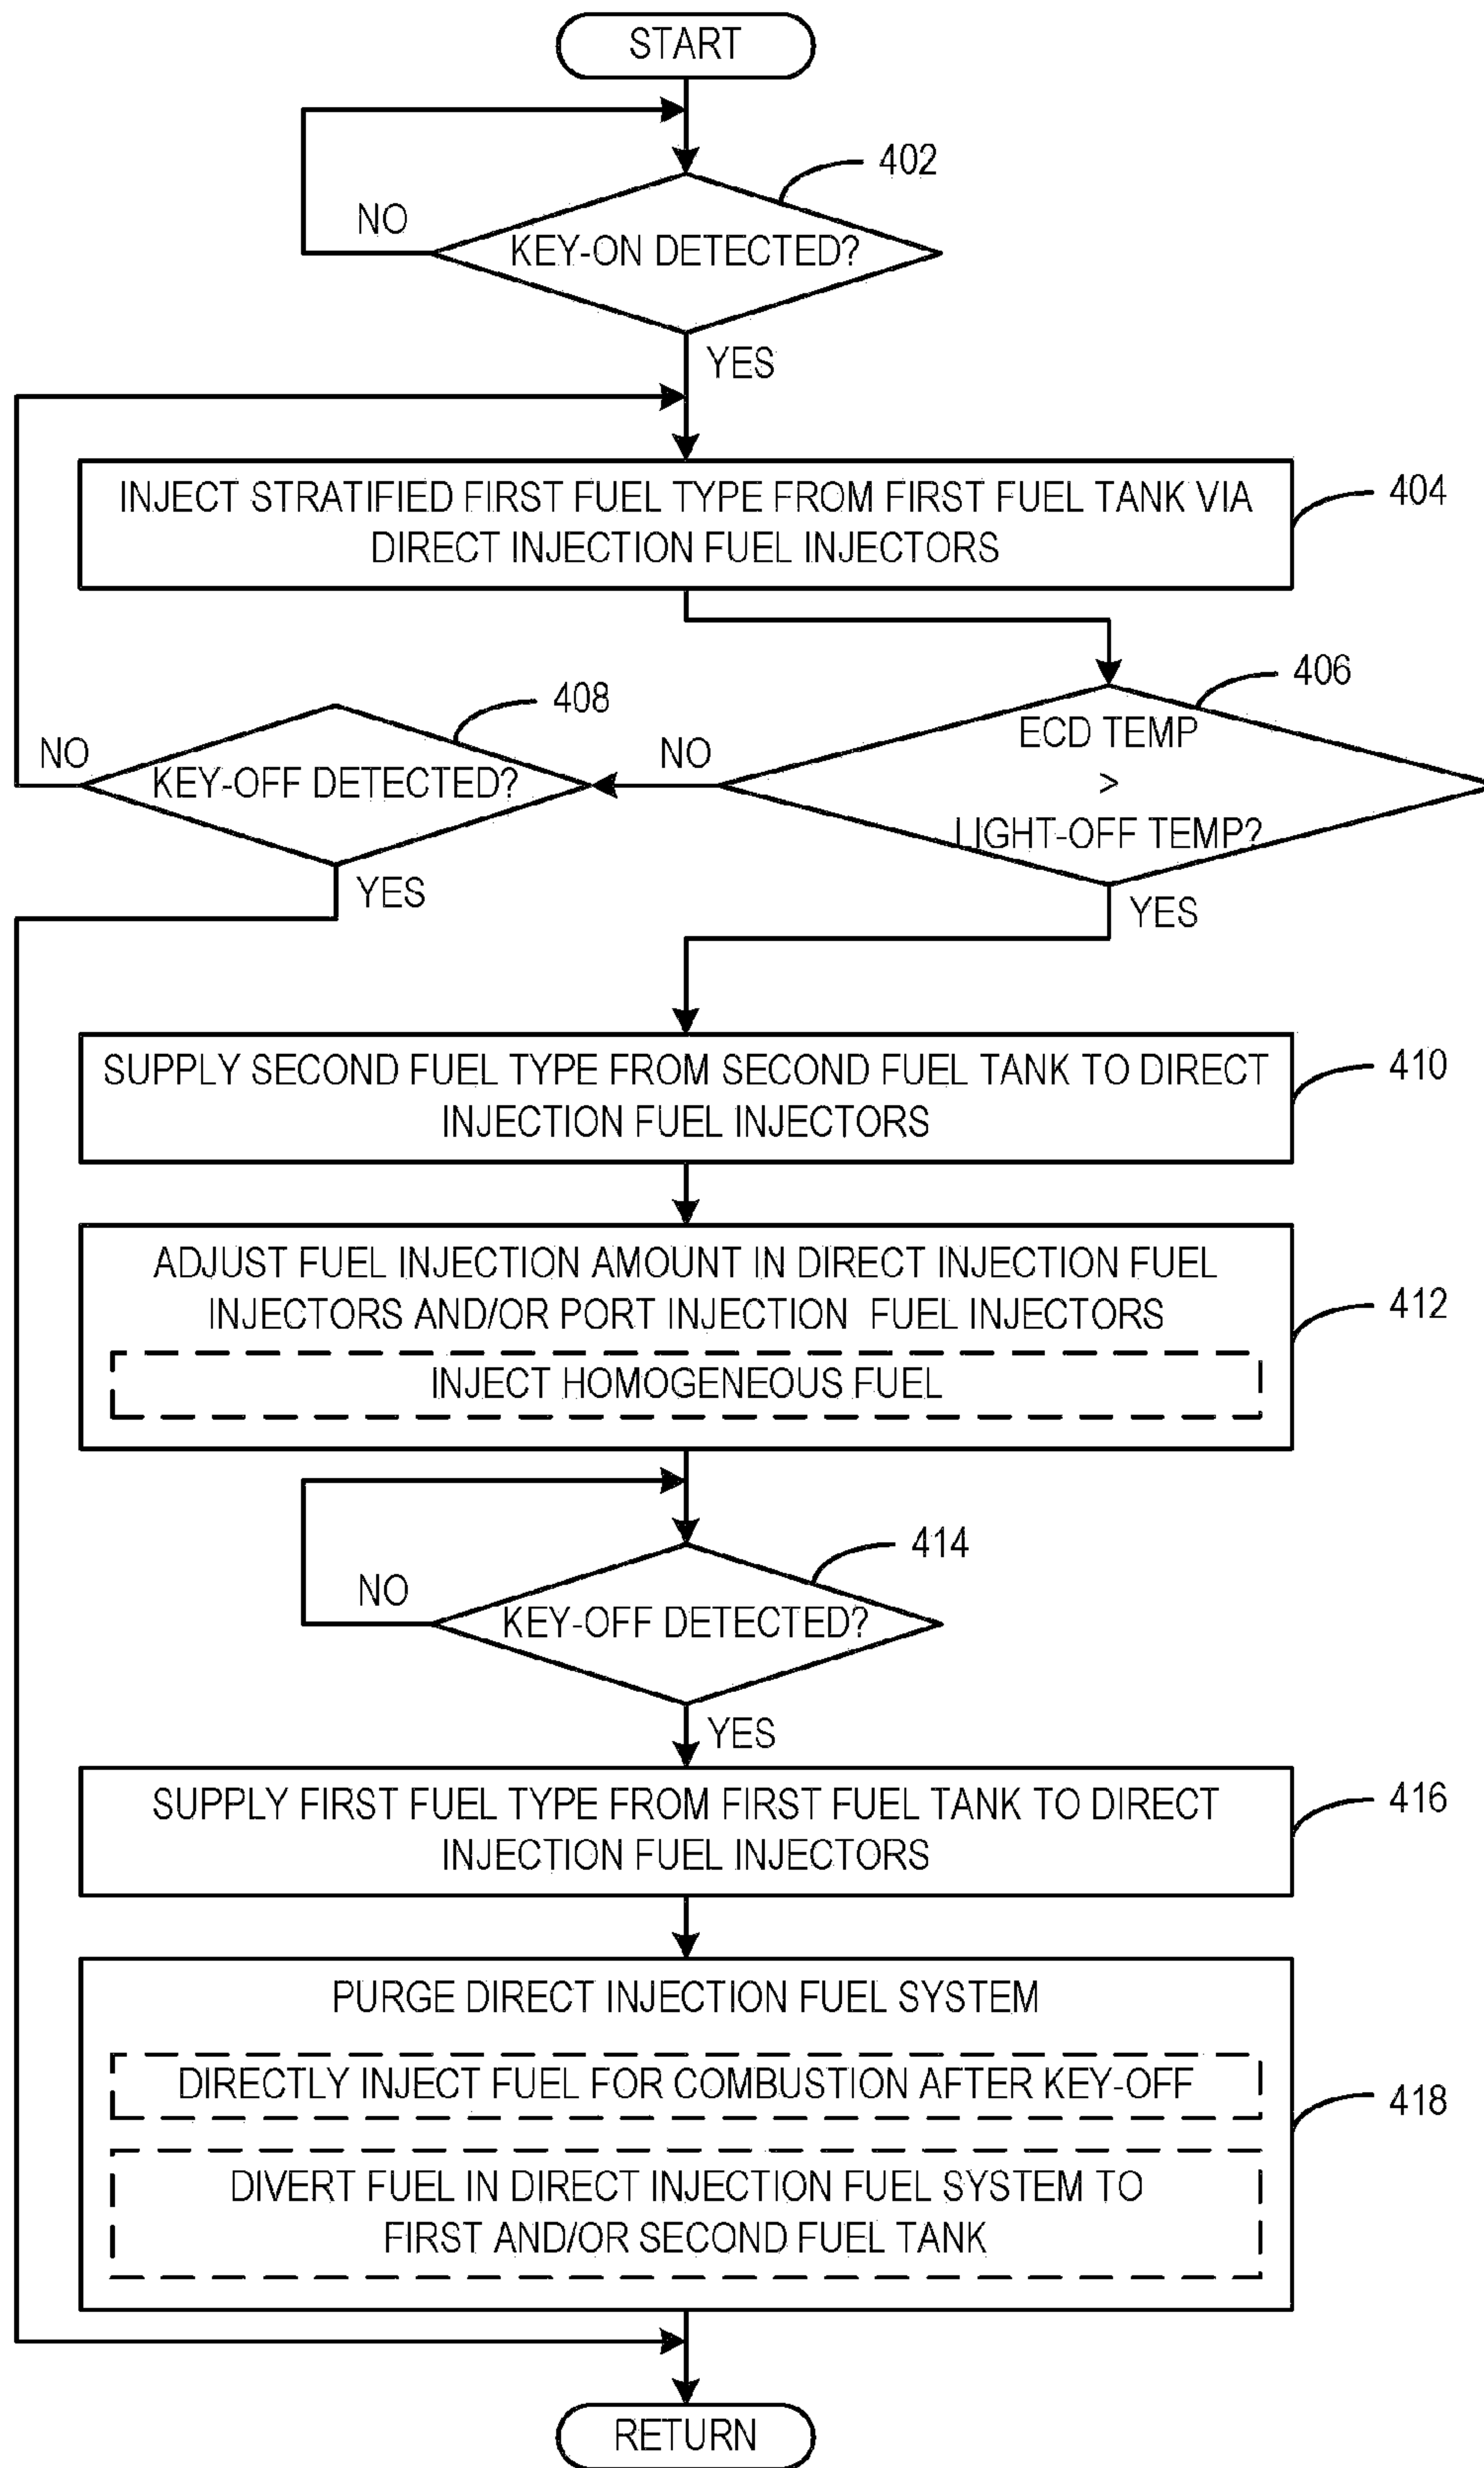 START
402
NO
KEY-ON DETECTED?
YES
INJECT STRATIFIED FIRST FUEL TYPE FROM FIRST FUEL TANK VIA
DIRECT INJECTION FUEL INJECTORS
404
406
408
ECD TEMP
>
LIGHT-OFF TEMP?
NO
KEY-OFF DETECTED?
NO
YES
YES
SUPPLY SECOND FUEL TYPE FROM SECOND FUEL TANK TO DIRECT
INJECTION FUEL INJECTORS
410
ADJUST FUEL INJECTION AMOUNT IN DIRECT INJECTION FUEL
INJECTORS AND/OR PORT INJECTION FUEL INJECTORS
412
INJECT HOMOGENEOUS FUEL
414
NO
KEY-OFF DETECTED?
YES
SUPPLY FIRST FUEL TYPE FROM FIRST FUEL TANK TO DIRECT
INJECTION FUEL INJECTORS
416
PURGE DIRECT INJECTION FUEL SYSTEM
DIRECTLY INJECT FUEL FOR COMBUSTION AFTER KEY-OFF
418
DIVERT FUEL IN DIRECT INJECTION FUEL SYSTEM TO
FIRST AND/OR SECOND FUEL TANK
RETURN